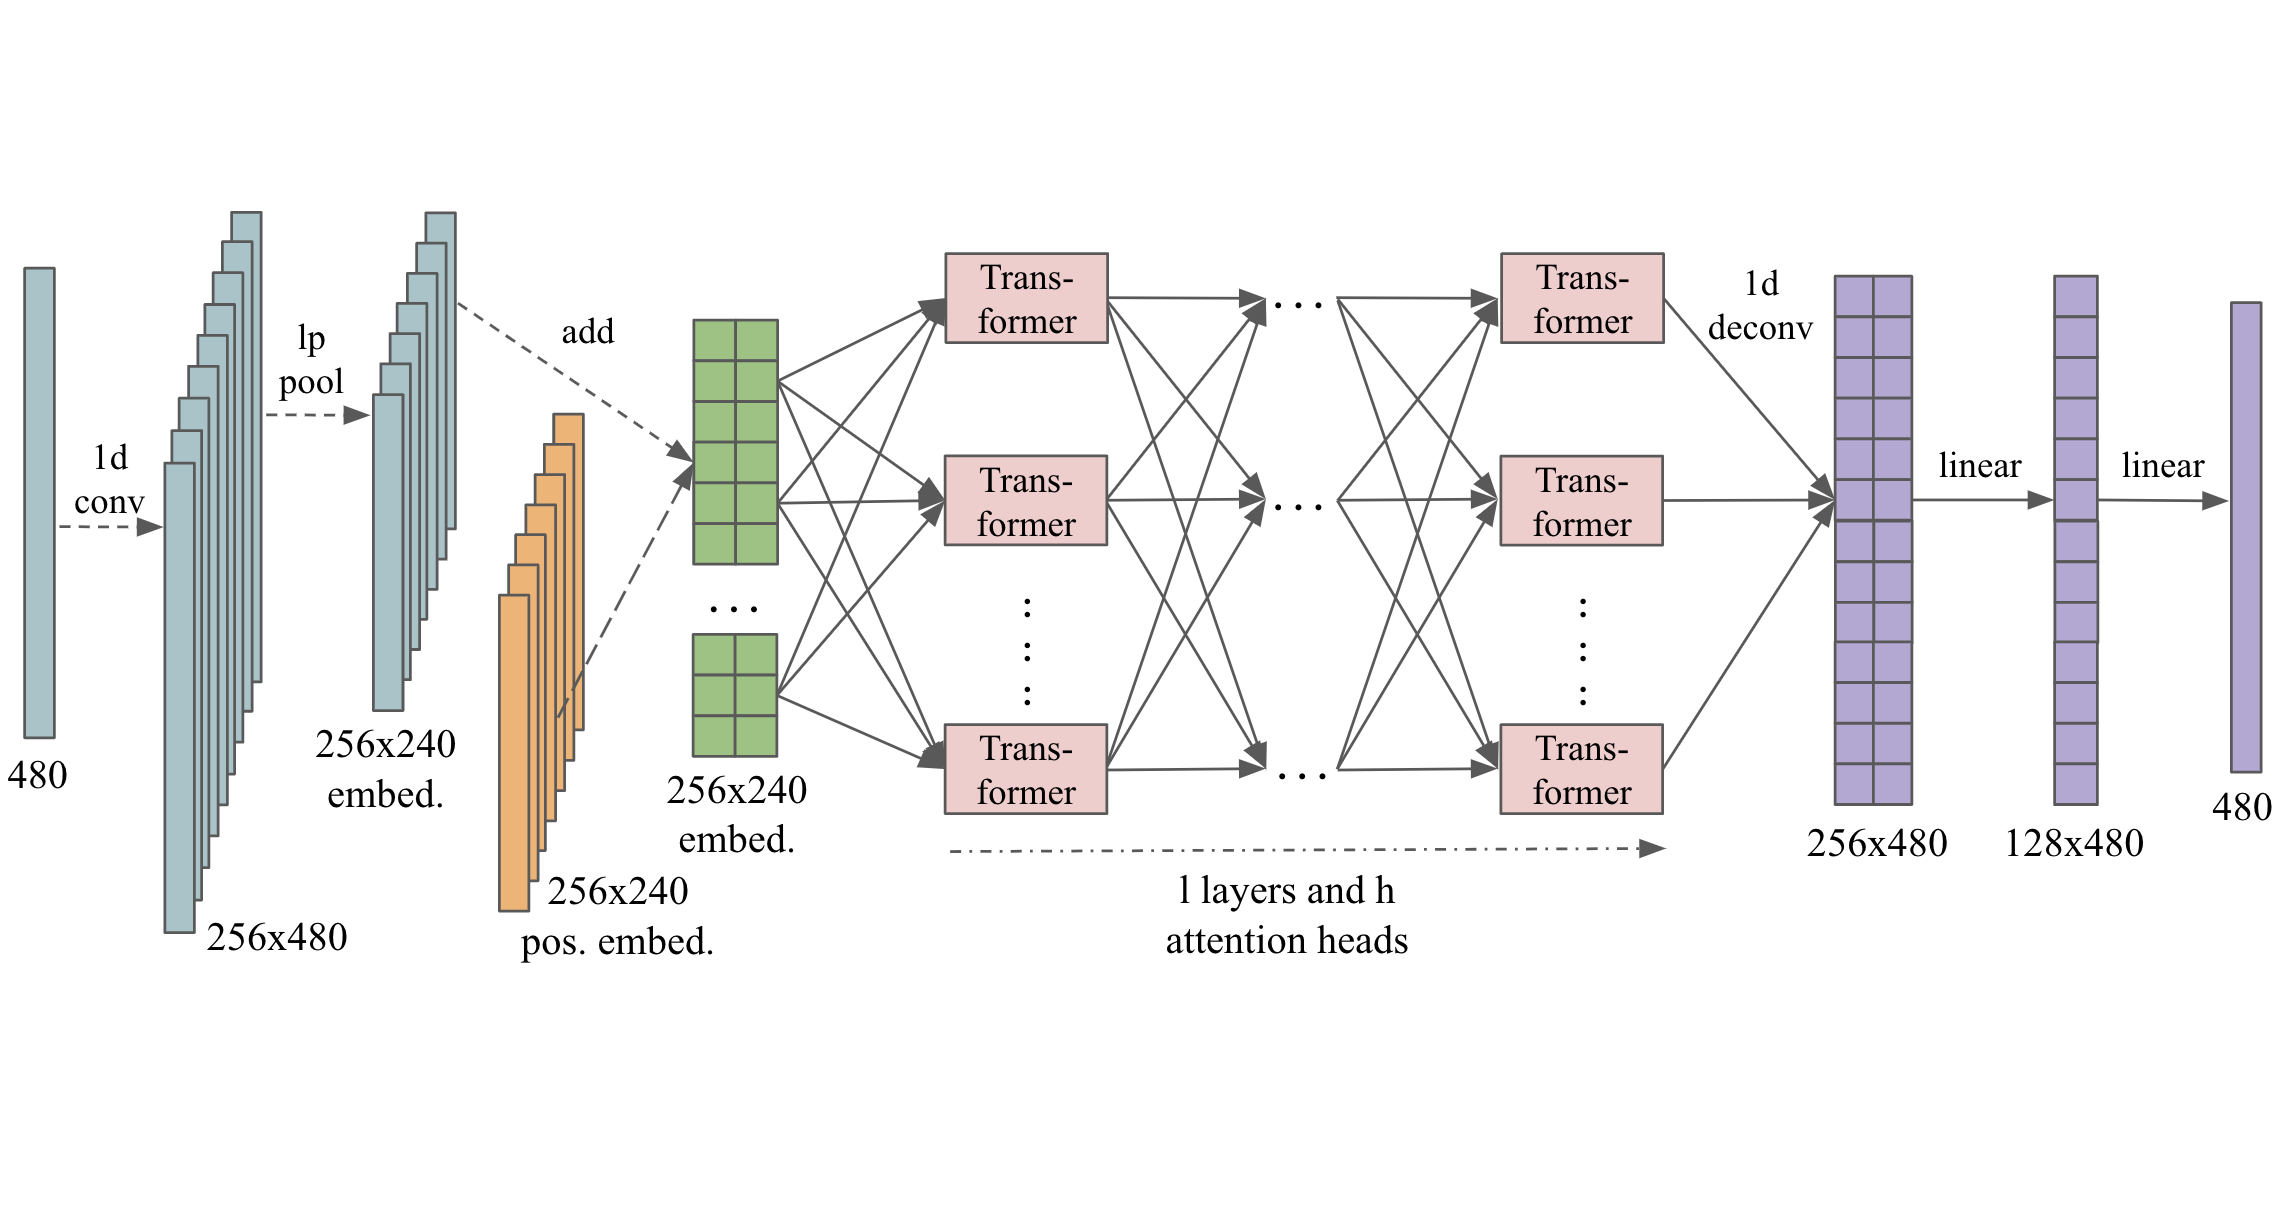 480
1d
conv
256x480
lp
pool
256x240
embed.
256x240
pos. embed.
add
. . .
256x240
embed.
Trans-
former
Trans-
former
Trans-
former
. . .
. . .
. . .
Trans-
former
Trans-
former
Trans-
former
l layers and h
attention heads
1d
deconv
256x480
linear
128x480
linear
480